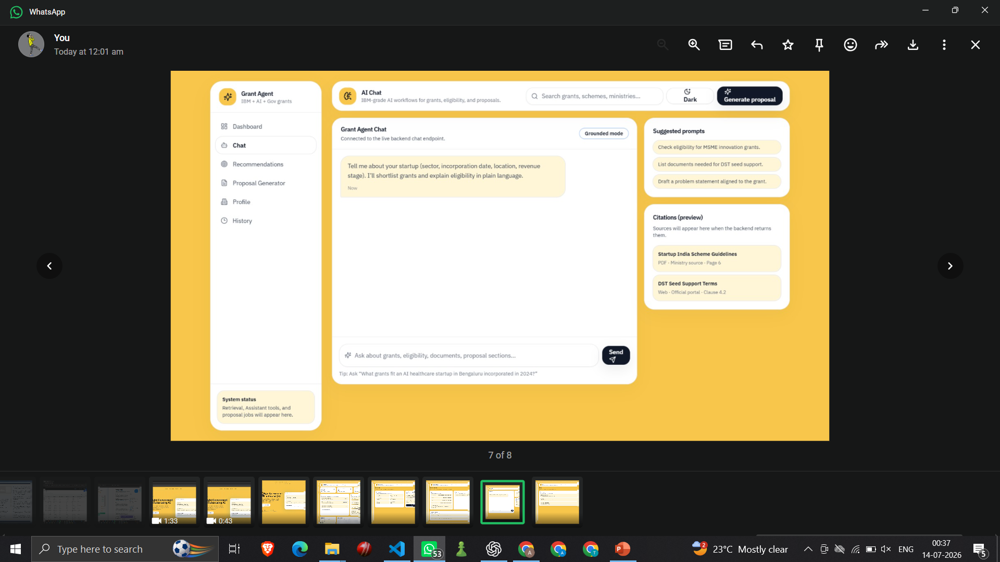 WhatsApp
You
Today at 12:01 am
Grant Agent
IBM + AI + Gov grants
Dashboard
Chat
Recommendations
Proposal Generator
Profile
History
System status
Retrieval, Assistant tools, and
proposal jobs will appear here.
AI Chat
IBM-grade AI workflows for grants, eligibility, and proposals.
Search grants, schemes, ministries...
Dark
Generate proposal
Grant Agent Chat
Connected to the live backend chat endpoint.
Grounded mode
Tell me about your startup (sector, incorporation date, location, revenue
stage). I'll shortlist grants and explain eligibility in plain language.
Now
Ask about grants, eligibility, documents, proposal sections...
Send
Tip: Ask "What grants fit an AI healthcare startup in Bengaluru incorporated in 2024?"
Suggested prompts
Check eligibility for MSME innovation grants.
List documents needed for DST seed support.
Draft a problem statement aligned to the grant.
Citations (preview)
Sources will appear here when the backend returns
them.
Startup India Scheme Guidelines
PDF · Ministry source · Page 6
DST Seed Support Terms
Web · Official portal · Clause 4.2
7 of 8
1:33
0:43
Type here to search
53
2
23°C Mostly clear
ENG
00:37
14-07-2026
5